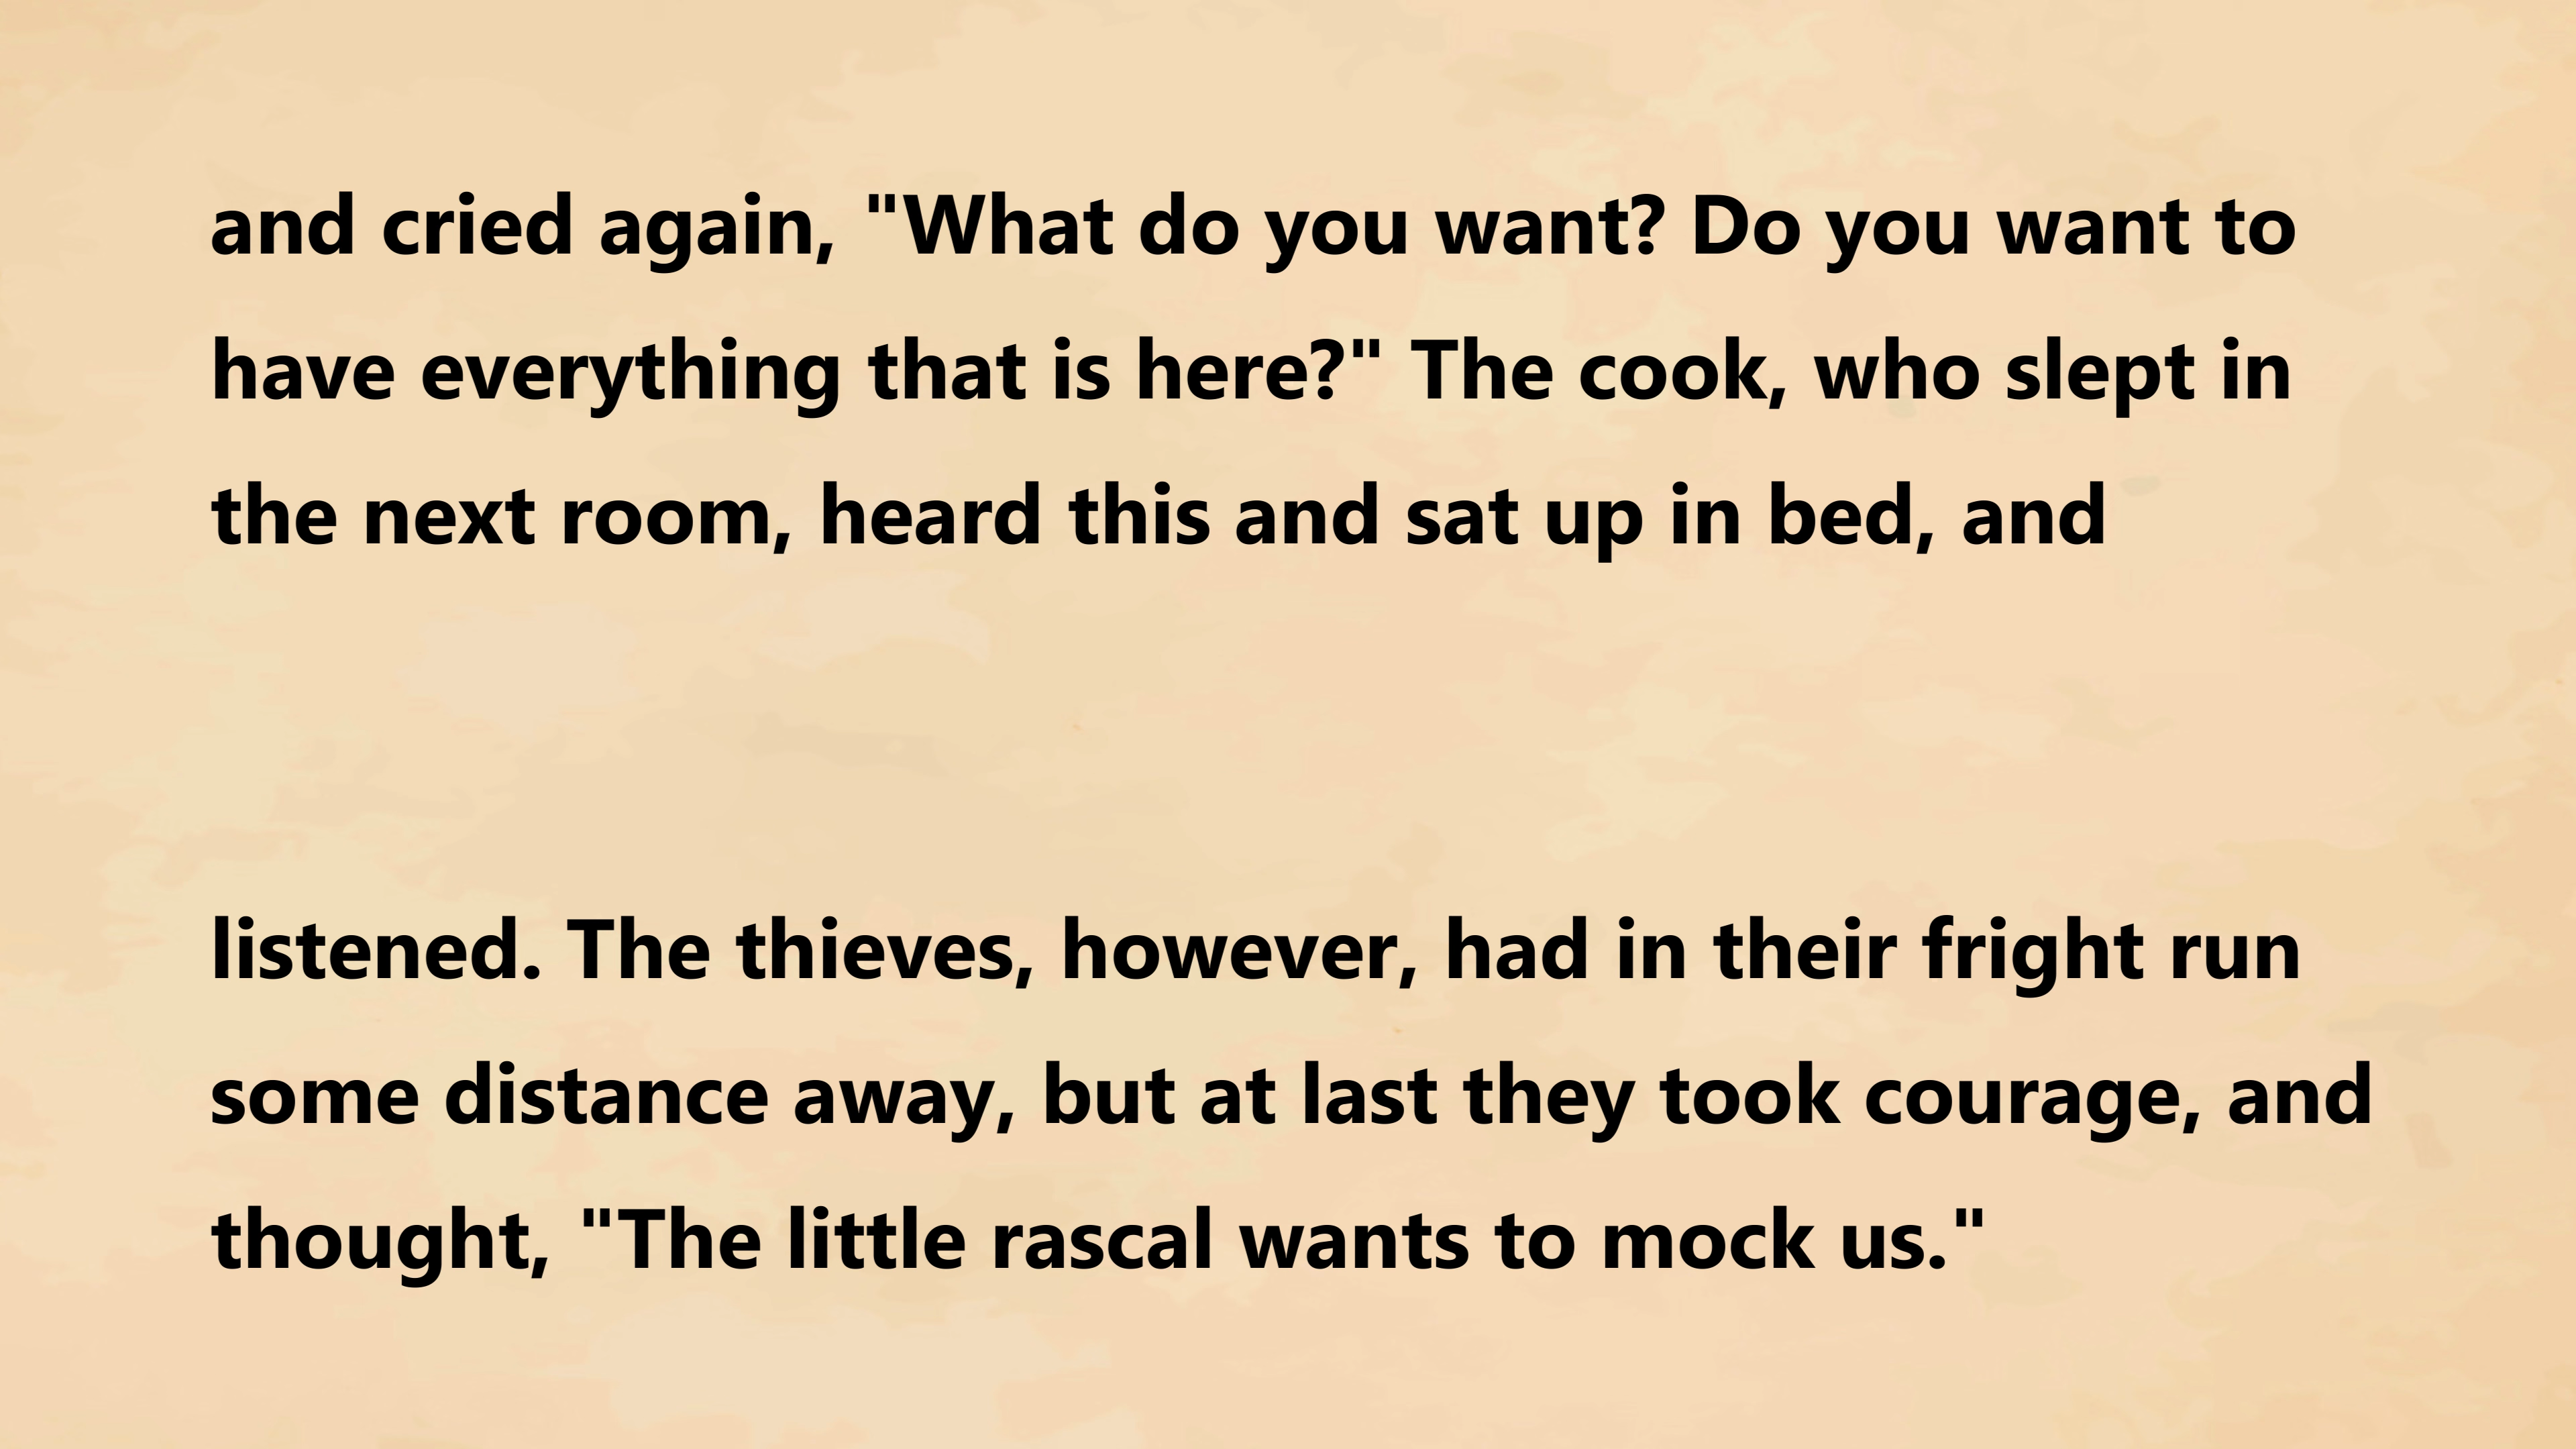 and cried again, "What do you want? Do you want to
have everything that is here?" The cook, who slept in
the next room, heard this and sat up in bed, and
listened. The thieves, however, had in their fright run
some distance away, but at last they took courage, and
thought, "The little rascal wants to mock us."